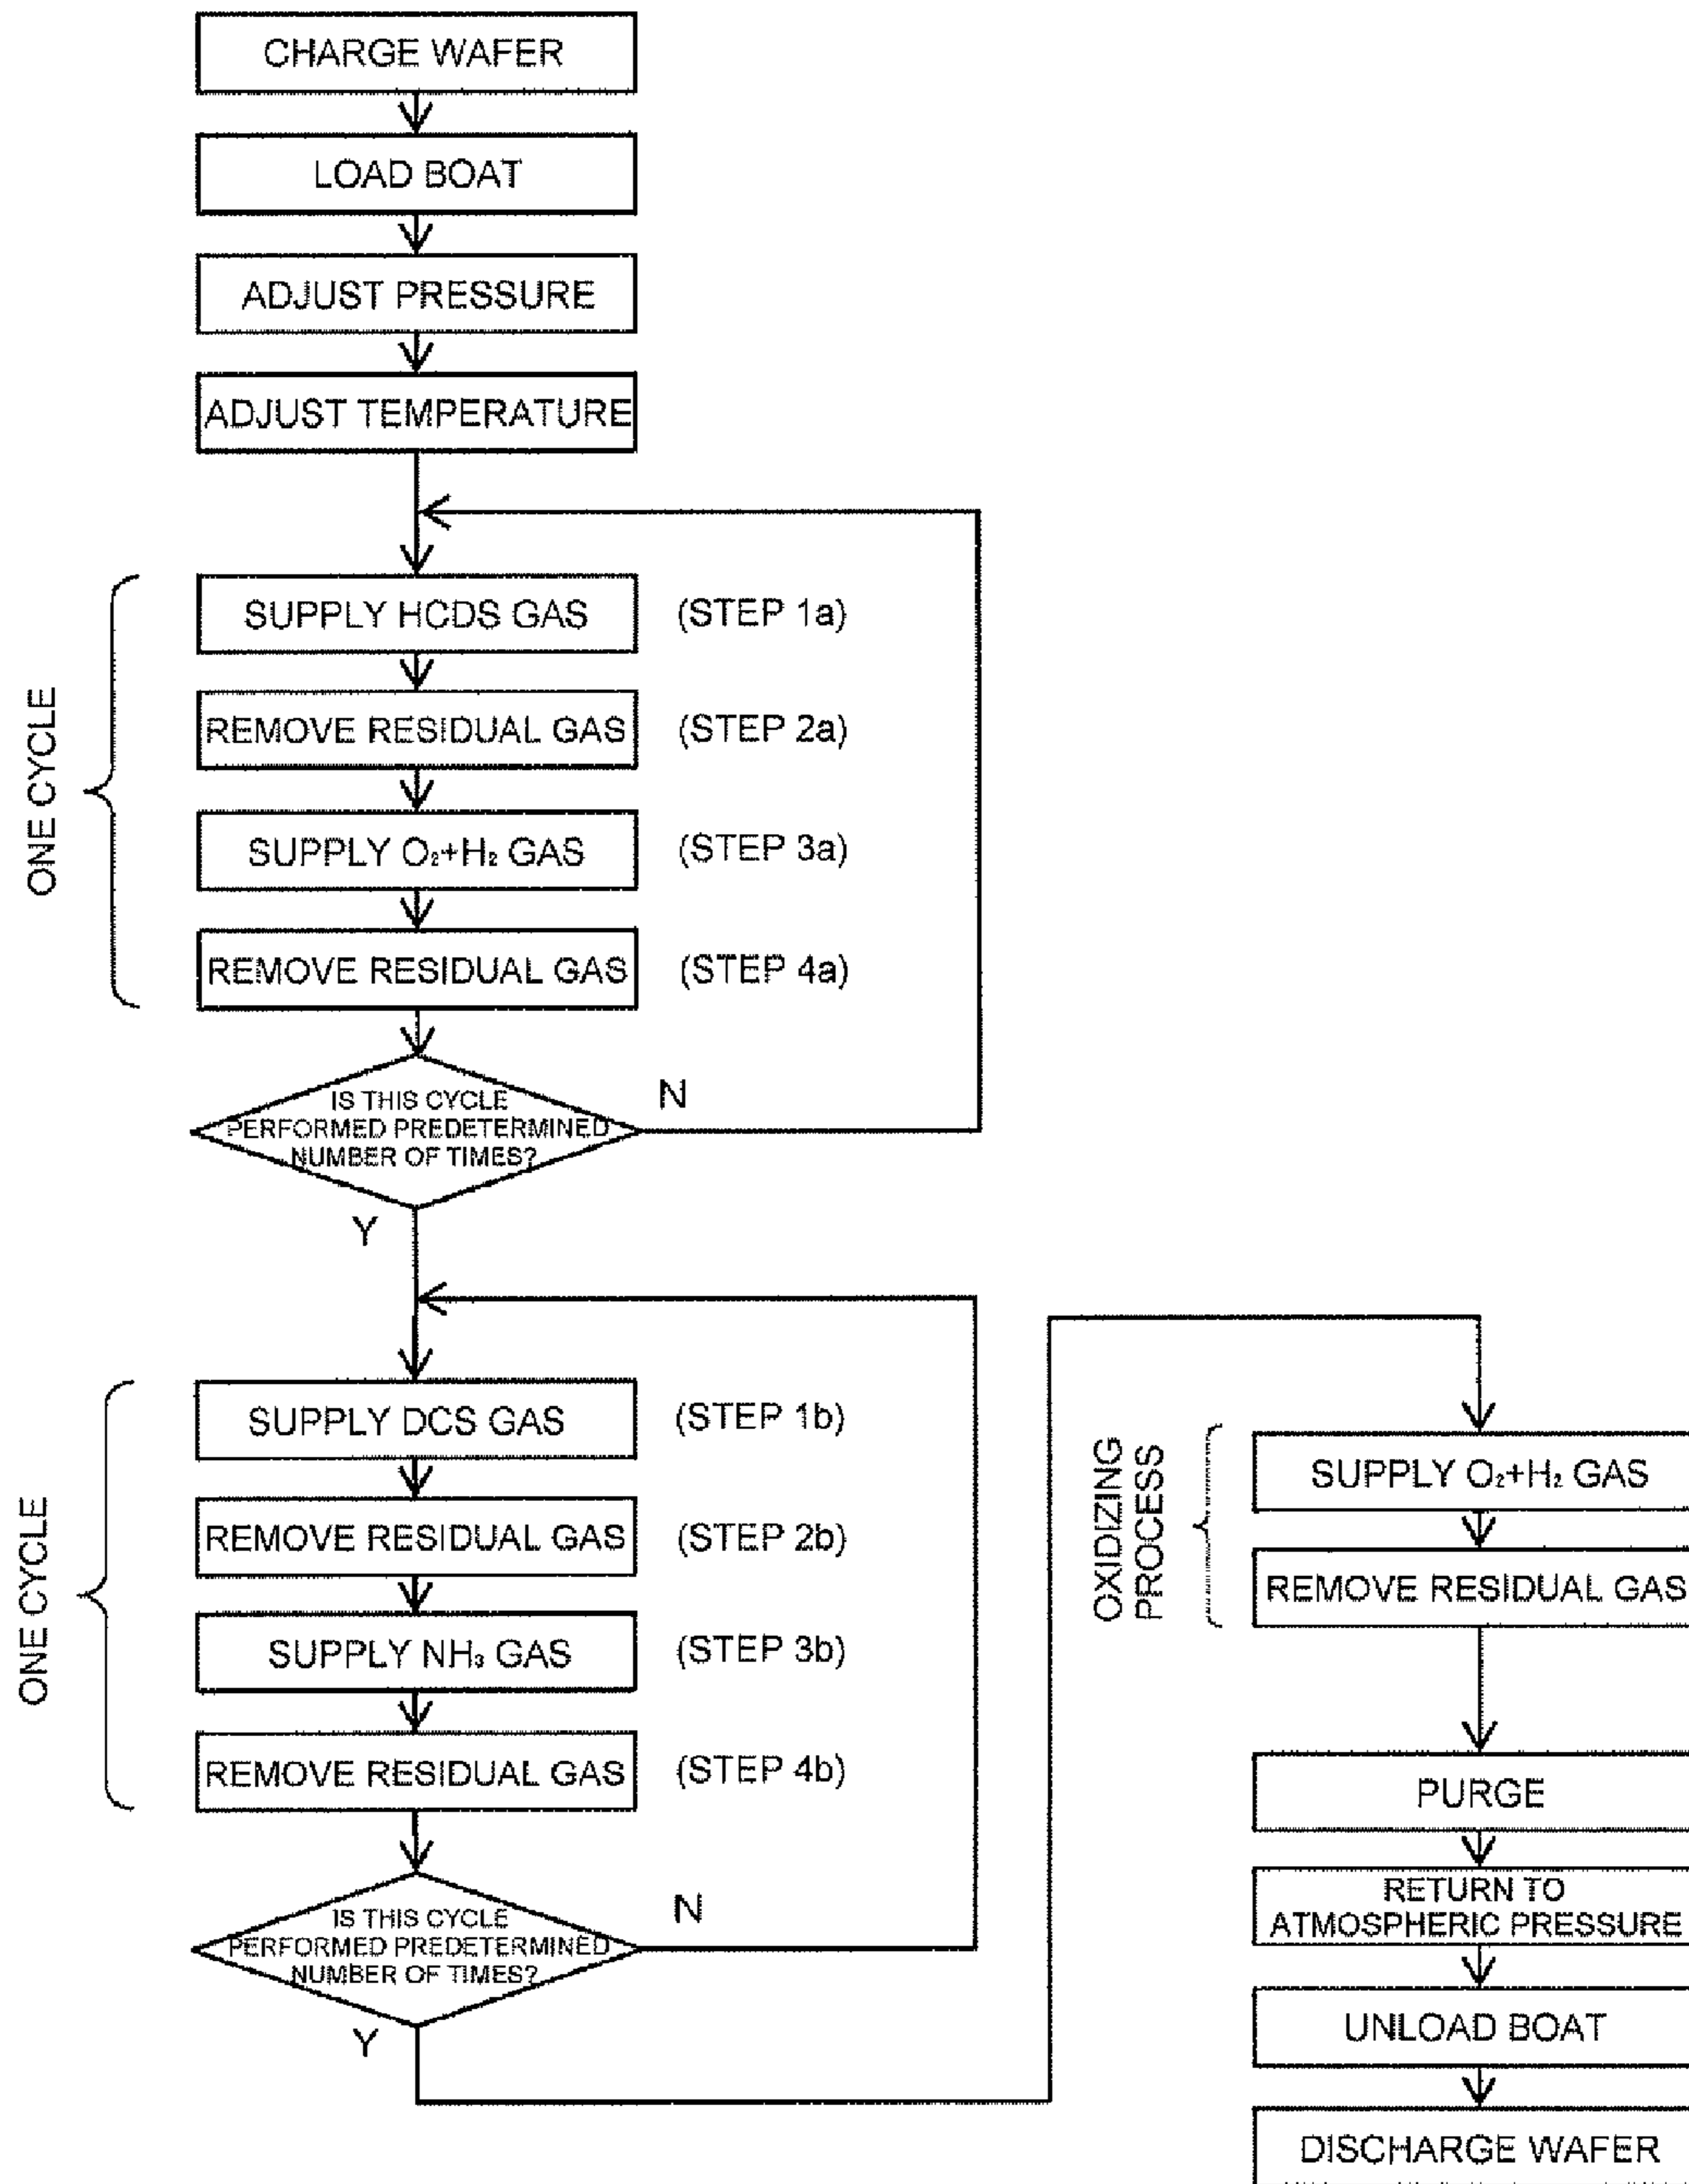 CHARGE WAFER
LOAD BOAT
ADJUST PRESSURE
ADJUST TEMPERATURE
ONE CYCLE
SUPPLY HCDS GAS
(STEP 1a)
REMOVE RESIDUAL GAS
(STEP 2a)
SUPPLY O₂+H₂ GAS
(STEP 3a)
REMOVE RESIDUAL GAS
(STEP 4a)
IS THIS CYCLE
PERFORMED PREDETERMINED
NUMBER OF TIMES?
N
Y
ONE CYCLE
SUPPLY DCS GAS
(STEP 1b)
REMOVE RESIDUAL GAS
(STEP 2b)
SUPPLY NH₃ GAS
(STEP 3b)
REMOVE RESIDUAL GAS
(STEP 4b)
IS THIS CYCLE
PERFORMED PREDETERMINED
NUMBER OF TIMES?
N
Y
OXIDIZING
PROCESS
SUPPLY O₂+H₂ GAS
REMOVE RESIDUAL GAS
PURGE
RETURN TO
ATMOSPHERIC PRESSURE
UNLOAD BOAT
DISCHARGE WAFER